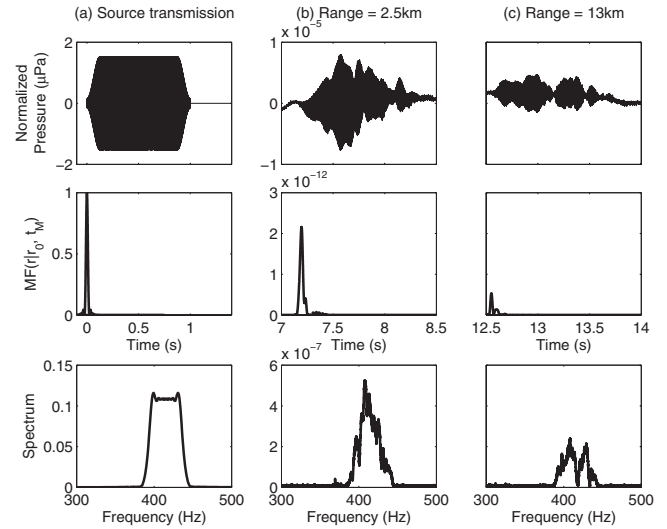 (a) Source transmission
(b) Range = 2.5km
(c) Range = 13km
x 10⁻⁵
Normalized
Pressure (μPa)
2
0
−2
1
0
−1
x 10⁻¹²
MF(r|r₀, t_M)
1
0.5
0
3
2
1
0
0 0.5 1
7 7.5 8 8.5
12.5 13 13.5 14
Time (s)
Time (s)
Time (s)
x 10⁻⁷
Spectrum
0.15
0.1
0.05
0
6
4
2
0
300 400 500
300 400 500
300 400 500
Frequency (Hz)
Frequency (Hz)
Frequency (Hz)